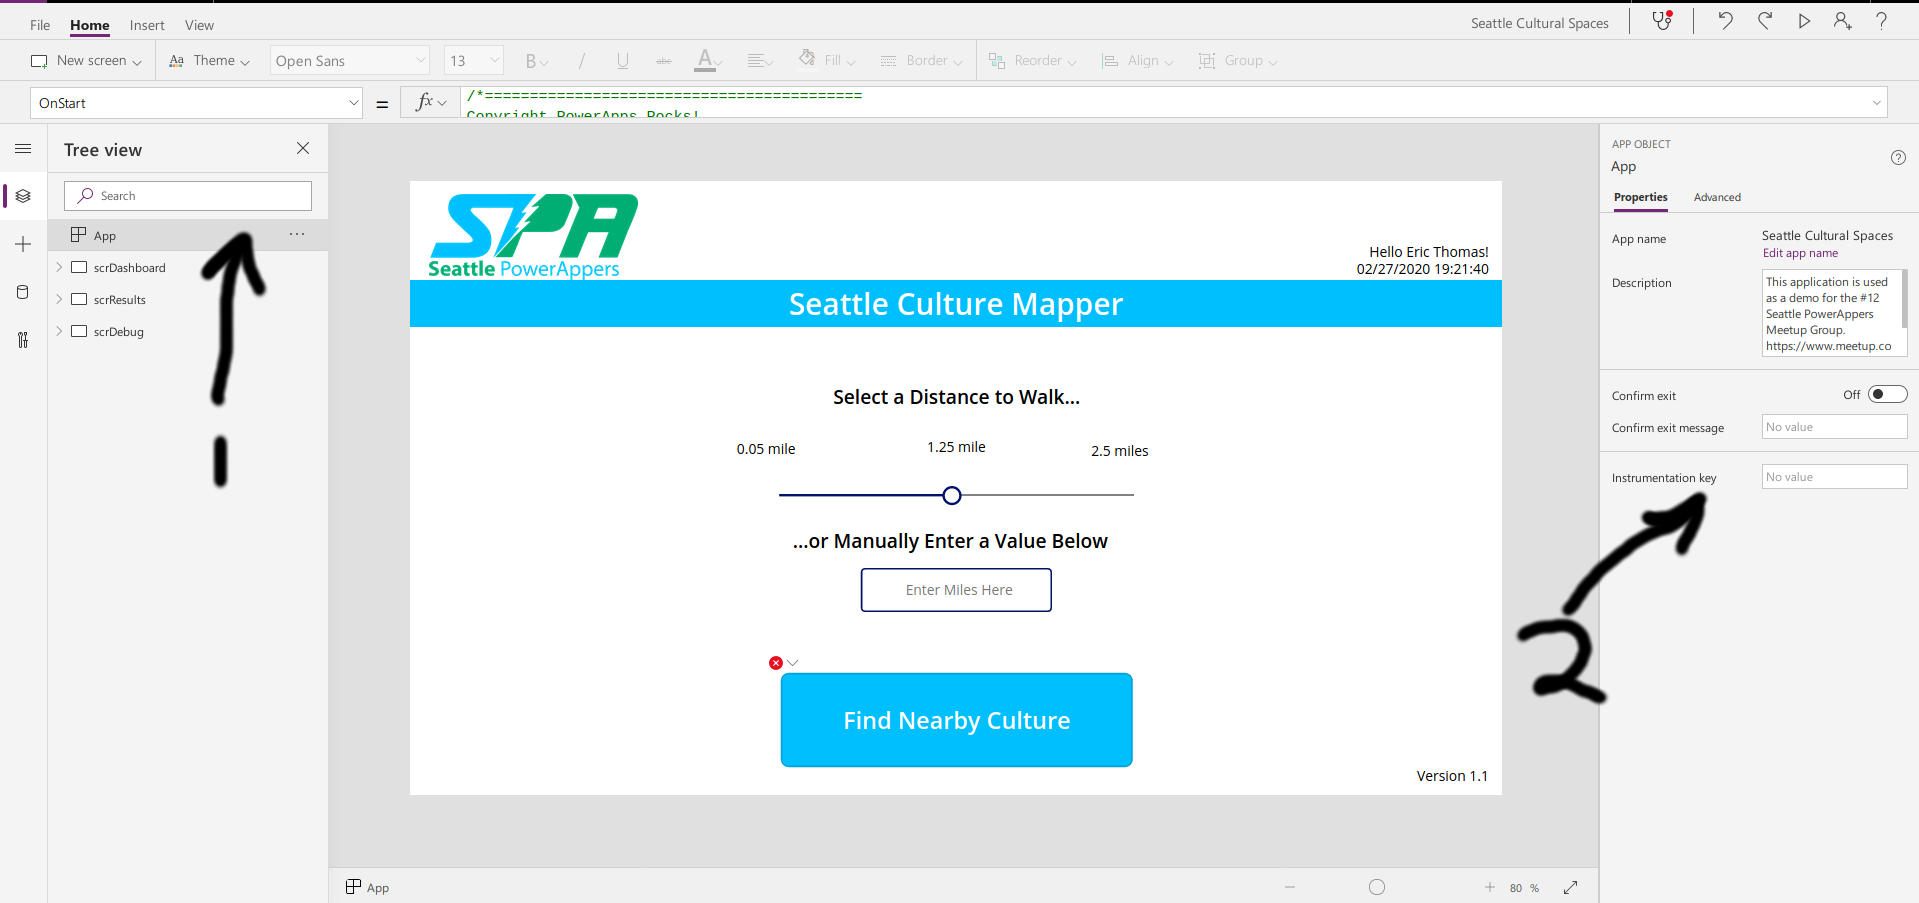 File Home Insert View Seattle Cultural Spaces
New screen Aa Theme Open Sans 13 B / U abc A Fill Border Reorder Align Group
OnStart = fx /*=========================================
Copyright PowerApps Rocks!
Tree view
Search
App ...
scrDashboard
scrResults
scrDebug
1
SPA
Seattle PowerAppers
Hello Eric Thomas!
02/27/2020 19:21:40
Seattle Culture Mapper
Select a Distance to Walk...
0.05 mile 1.25 mile 2.5 miles
...or Manually Enter a Value Below
Enter Miles Here
Find Nearby Culture
Version 1.1
APP OBJECT
App
Properties Advanced
App name Seattle Cultural Spaces
Edit app name
Description This application is used
as a demo for the #12
Seattle PowerAppers
Meetup Group.
https://www.meetup.co
Confirm exit Off
Confirm exit message No value
Instrumentation key No value
2
App 80 %